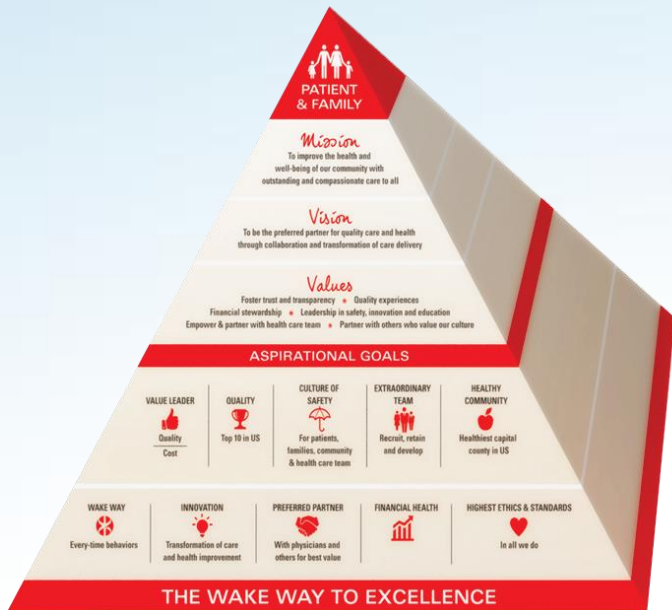 PATIENT
& FAMILY
Mission
To improve the health and
well-being of our community with
outstanding and compassionate care to all
Vision
To be the preferred partner for quality care and health
through collaboration and transformation of care delivery
Values
Foster trust and transparency * Quality experiences
Financial stewardship * Leadership in safety, innovation and education
Empower & partner with health care team * Partner with others who value our culture
ASPIRATIONAL GOALS
VALUE LEADER
Quality
Cost
QUALITY
Top 10 in US
CULTURE OF
SAFETY
For patients,
families, community
& health care team
EXTRAORDINARY
TEAM
Recruit, retain
and develop
HEALTHY
COMMUNITY
Healthiest capital
county in US
WAKE WAY
Every-time behaviors
INNOVATION
Transformation of care
and health improvement
PREFERRED PARTNER
With physicians and
others for best value
FINANCIAL HEALTH
HIGHEST ETHICS & STANDARDS
In all we do
THE WAKE WAY TO EXCELLENCE